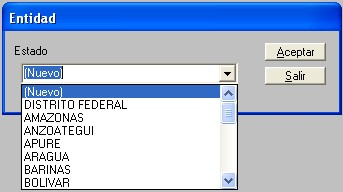 Entidad
Estado
Aceptar
(Nuevo)
Salir
(Nuevo)
DISTRITO FEDERAL
AMAZONAS
ANZOATEGUI
APURE
ARAGUA
BARINAS
BOLIVAR